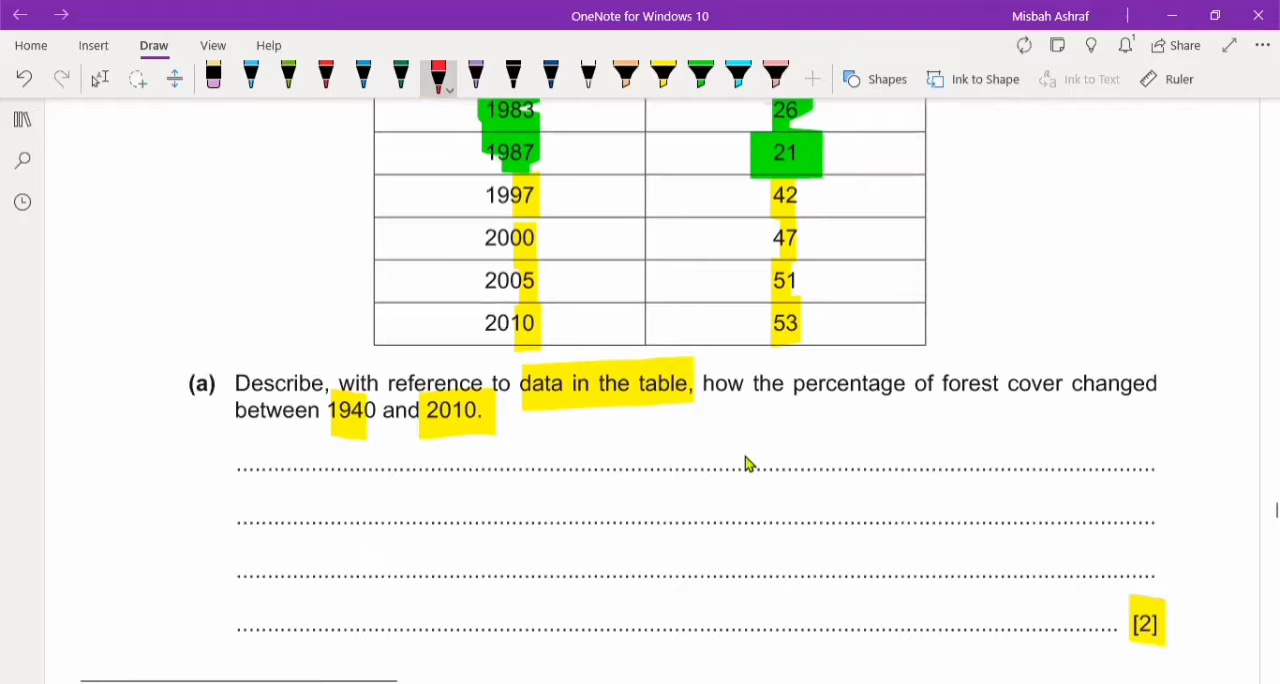 OneNote for Windows 10
Misbah Ashraf
Home Insert Draw View Help
Share
Shapes Ink to Shape Ink to Text Ruler
1983 26
1987 21
1997 42
2000 47
2005 51
2010 53
(a) Describe, with reference to data in the table, how the percentage of forest cover changed
between 1940 and 2010.
[2]